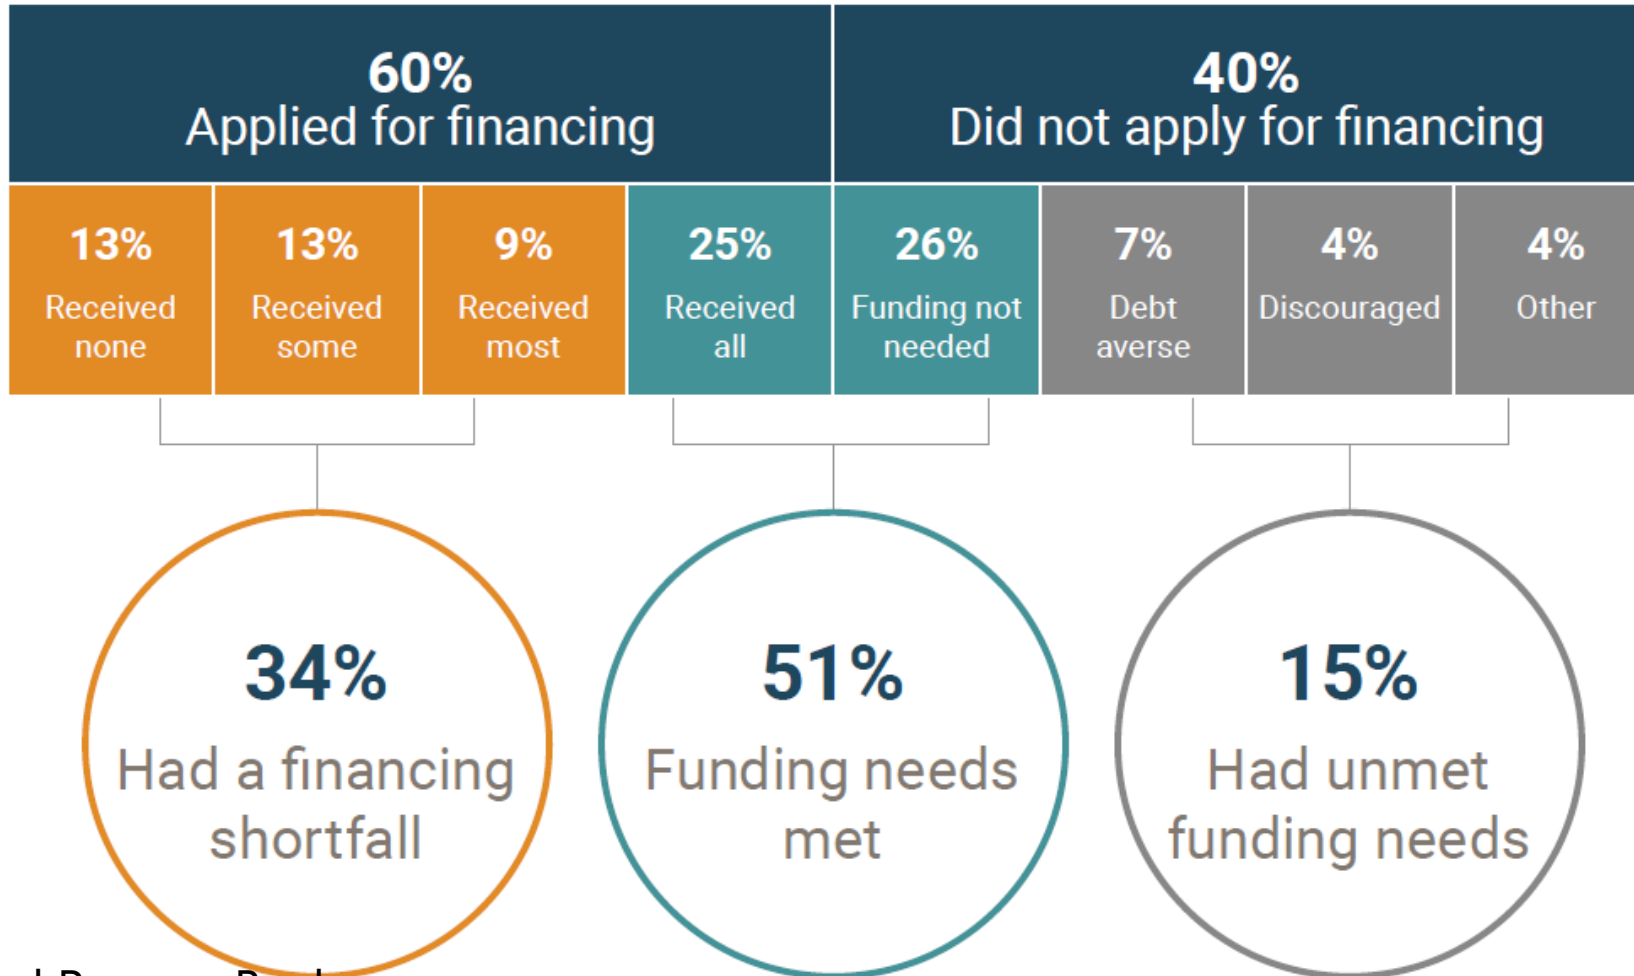 60%
Applied for financing
40%
Did not apply for financing
13%
Received
none
13%
Received
some
9%
Received
most
25%
Received
all
26%
Funding not
needed
7%
Debt
averse
4%
Discouraged
4%
Other
34%
Had a financing
shortfall
51%
Funding needs
met
15%
Had unmet
funding needs